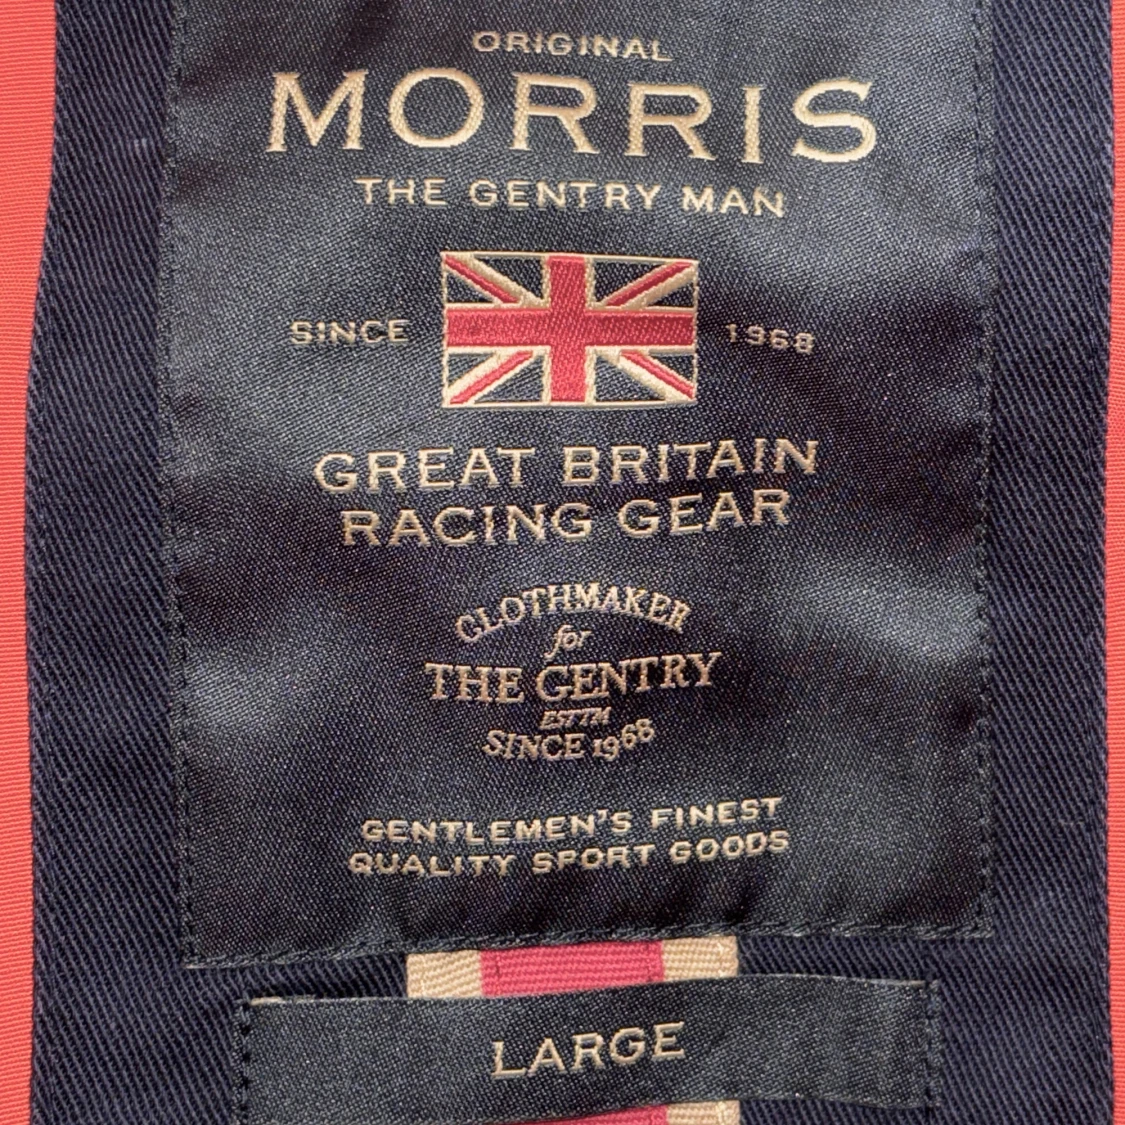 ORIGINAL
MORRIS
THE GENTRY MAN
SINCE 1968
GREAT BRITAIN
RACING GEAR
CLOTHMAKER
for
THE GENTRY
ESTTM
SINCE 1968
GENTLEMEN'S FINEST
QUALITY SPORT GOODS
LARGE